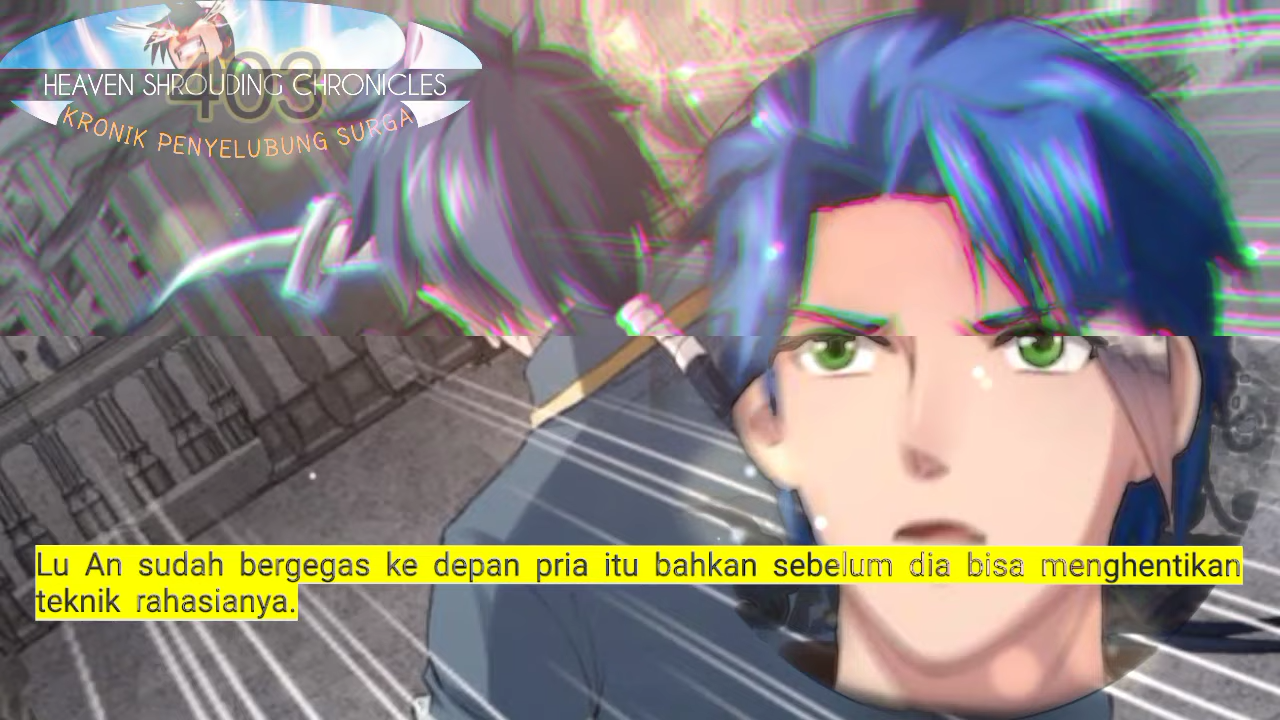 403
HEAVEN SHROUDING CHRONICLES
KRONIK PENYELUBUNG SURGA
Lu An sudah bergegas ke depan pria itu bahkan sebelum dia bisa menghentikan
teknik rahasianya.